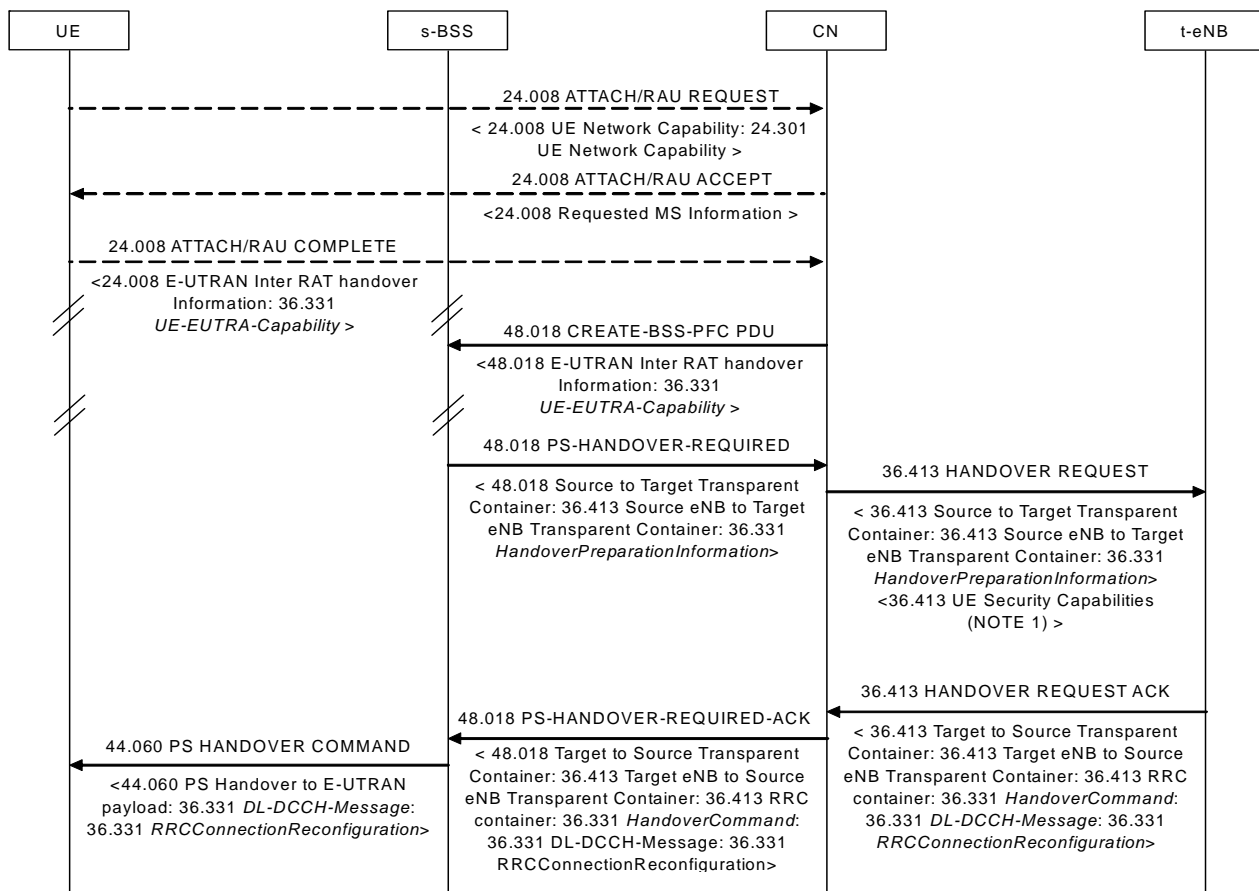 UE
s-BSS
CN
t-eNB
24.008 ATTACH/RAU REQUEST
< 24.008 UE Network Capability: 24.301
UE Network Capability >
24.008 ATTACH/RAU ACCEPT
<24.008 Requested MS Information >
24.008 ATTACH/RAU COMPLETE
<24.008 E-UTRAN Inter RAT handover
Information: 36.331
UE-EUTRA-Capability >
48.018 CREATE-BSS-PFC PDU
<48.018 E-UTRAN Inter RAT handover
Information: 36.331
UE-EUTRA-Capability >
48.018 PS-HANDOVER-REQUIRED
< 48.018 Source to Target Transparent
Container: 36.413 Source eNB to Target
eNB Transparent Container: 36.331
HandoverPreparationInformation>
36.413 HANDOVER REQUEST
< 36.413 Source to Target Transparent
Container: 36.413 Source eNB to Target
eNB Transparent Container: 36.331
HandoverPreparationInformation>
<36.413 UE Security Capabilities
(NOTE 1) >
36.413 HANDOVER REQUEST ACK
< 36.413 Target to Source Transparent
Container: 36.413 Target eNB to Source
eNB Transparent Container: 36.413 RRC
container: 36.331 HandoverCommand:
36.331 DL-DCCH-Message: 36.331
RRCConnectionReconfiguration>
48.018 PS-HANDOVER-REQUIRED-ACK
< 48.018 Target to Source Transparent
Container: 36.413 Target eNB to Source
eNB Transparent Container: 36.413 RRC
container: 36.331 HandoverCommand:
36.331 DL-DCCH-Message: 36.331
RRCConnectionReconfiguration>
44.060 PS HANDOVER COMMAND
<44.060 PS Handover to E-UTRAN
payload: 36.331 DL-DCCH-Message:
36.331 RRCConnectionReconfiguration>